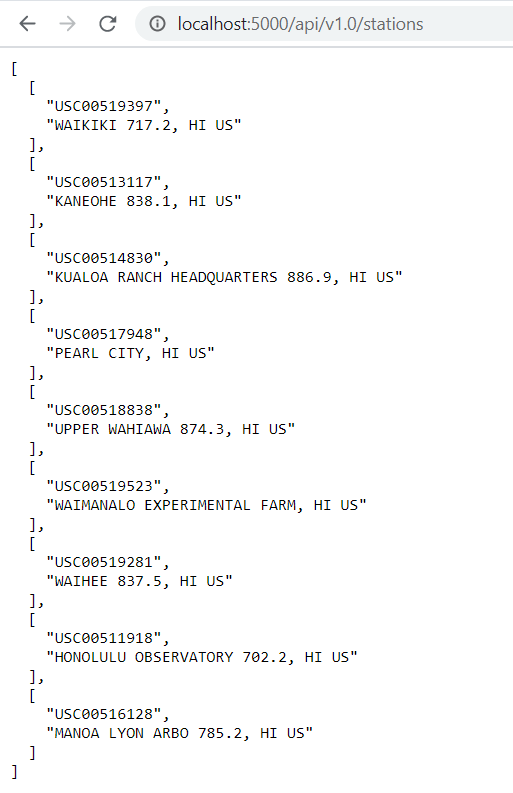 localhost:5000/api/v1.0/stations
[
  [
    "USC00519397",
    "WAIKIKI 717.2, HI US"
  ],
  [
    "USC00513117",
    "KANEOHE 838.1, HI US"
  ],
  [
    "USC00514830",
    "KUALOA RANCH HEADQUARTERS 886.9, HI US"
  ],
  [
    "USC00517948",
    "PEARL CITY, HI US"
  ],
  [
    "USC00518838",
    "UPPER WAHIAWA 874.3, HI US"
  ],
  [
    "USC00519523",
    "WAIMANALO EXPERIMENTAL FARM, HI US"
  ],
  [
    "USC00519281",
    "WAIHEE 837.5, HI US"
  ],
  [
    "USC00511918",
    "HONOLULU OBSERVATORY 702.2, HI US"
  ],
  [
    "USC00516128",
    "MANOA LYON ARBO 785.2, HI US"
  ]
]